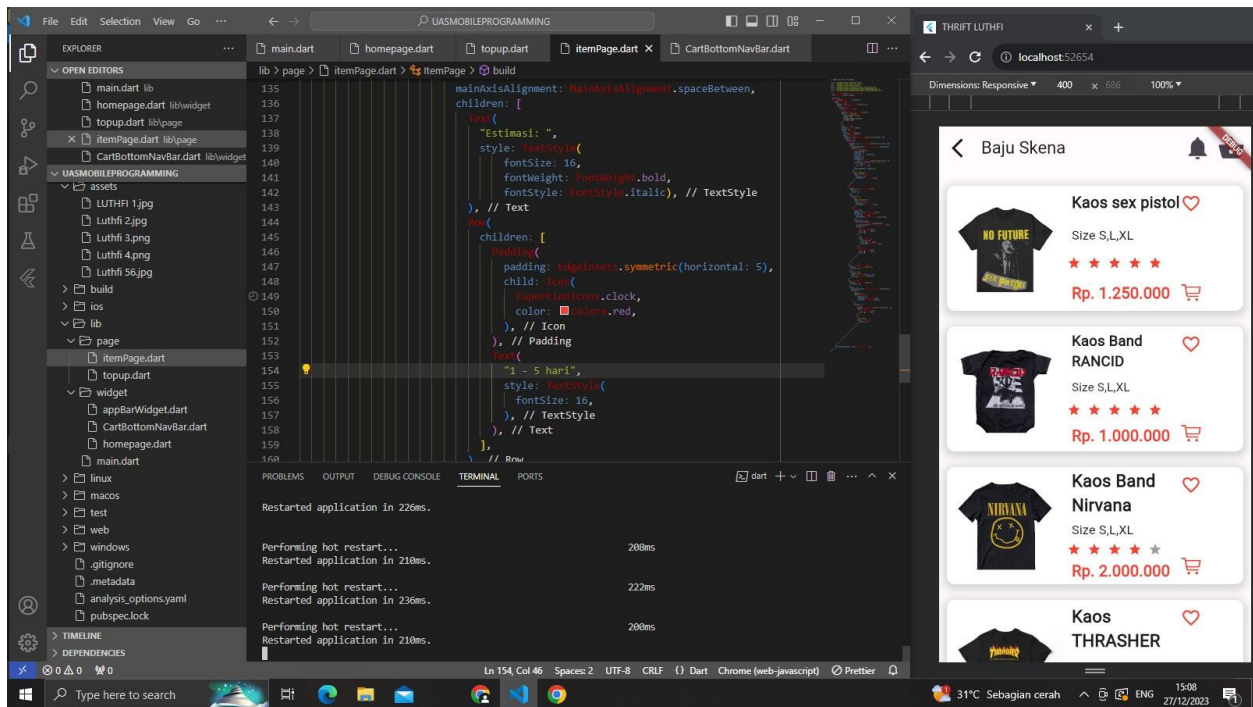 File Edit Selection View Go ··· UASMOBILEPROGRAMMING
EXPLORER ···
OPEN EDITORS
main.dart lib
homepage.dart lib\widget
topup.dart lib\page
itemPage.dart lib\page
CartBottomNavBar.dart lib\widget
UASMOBILEPROGRAMMING
assets
LUTHFI 1.jpg
Luthfi 2.jpg
Luthfi 3.png
Luthfi 4.png
Luthfi 56.jpg
build
ios
lib
page
itemPage.dart
topup.dart
widget
appBarWidget.dart
CartBottomNavBar.dart
homepage.dart
main.dart
linux
macos
test
web
windows
.gitignore
.metadata
analysis_options.yaml
pubspec.lock
TIMELINE
DEPENDENCIES
main.dart homepage.dart topup.dart itemPage.dart CartBottomNavBar.dart
lib > page > itemPage.dart > ItemPage > build
135 mainAxisAlignment: MainAxisAlignment.spaceBetween,
136 children: [
137 Text(
138 "Estimasi: ",
139 style: TextStyle(
140 fontSize: 16,
141 fontWeight: FontWeight.bold,
142 fontStyle: FontStyle.italic), // TextStyle
143 ), // Text
144 Row(
145 children: [
146 Padding(
147 padding: EdgeInsets.symmetric(horizontal: 5),
148 child: Icon(
149 CupertinoIcons.clock,
150 color: Colors.red,
151 ), // Icon
152 ), // Padding
153 Text(
154 "1 - 5 hari",
155 style: TextStyle(
156 fontSize: 16,
157 ), // TextStyle
158 ), // Text
159 ],
160 ) // Row
PROBLEMS OUTPUT DEBUG CONSOLE TERMINAL PORTS dart
Restarted application in 226ms.
Performing hot restart... 208ms
Restarted application in 210ms.
Performing hot restart... 222ms
Restarted application in 236ms.
Performing hot restart... 200ms
Restarted application in 210ms.
0 0 0 Ln 154, Col 46 Spaces: 2 UTF-8 CRLF {} Dart Chrome (web-javascript) Prettier
THRIFT LUTHFI
localhost:52654
Dimensions: Responsive 400 x 686 100%
Baju Skena
DEBUG
NO FUTURE
SEX PISTOLS
Kaos sex pistol
Size S,L,XL
Rp. 1.250.000
RANCID
Kaos Band
RANCID
Size S,L,XL
Rp. 1.000.000
NIRVANA
Kaos Band
Nirvana
Size S,L,XL
Rp. 2.000.000
THRASHER
Kaos
THRASHER
Type here to search
31°C Sebagian cerah ENG 15:08
27/12/2023
1